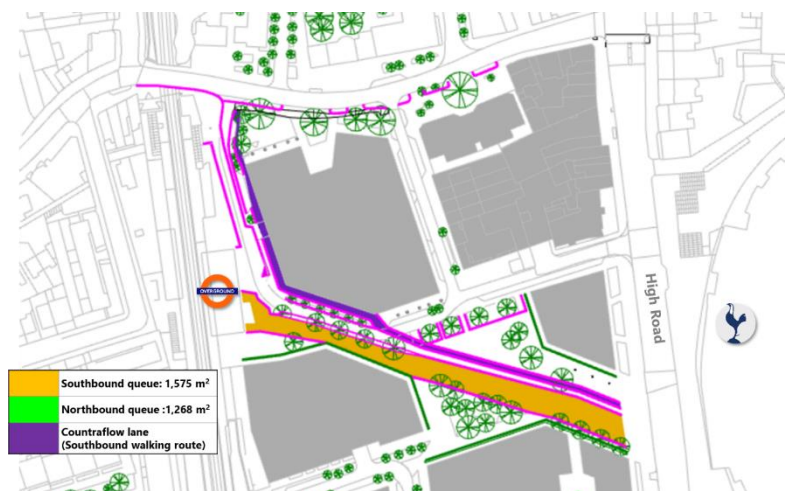 High Road
OVERGROUND
Southbound queue: 1,575 m²
Northbound queue :1,268 m²
Countraflow lane
(Southbound walking route)